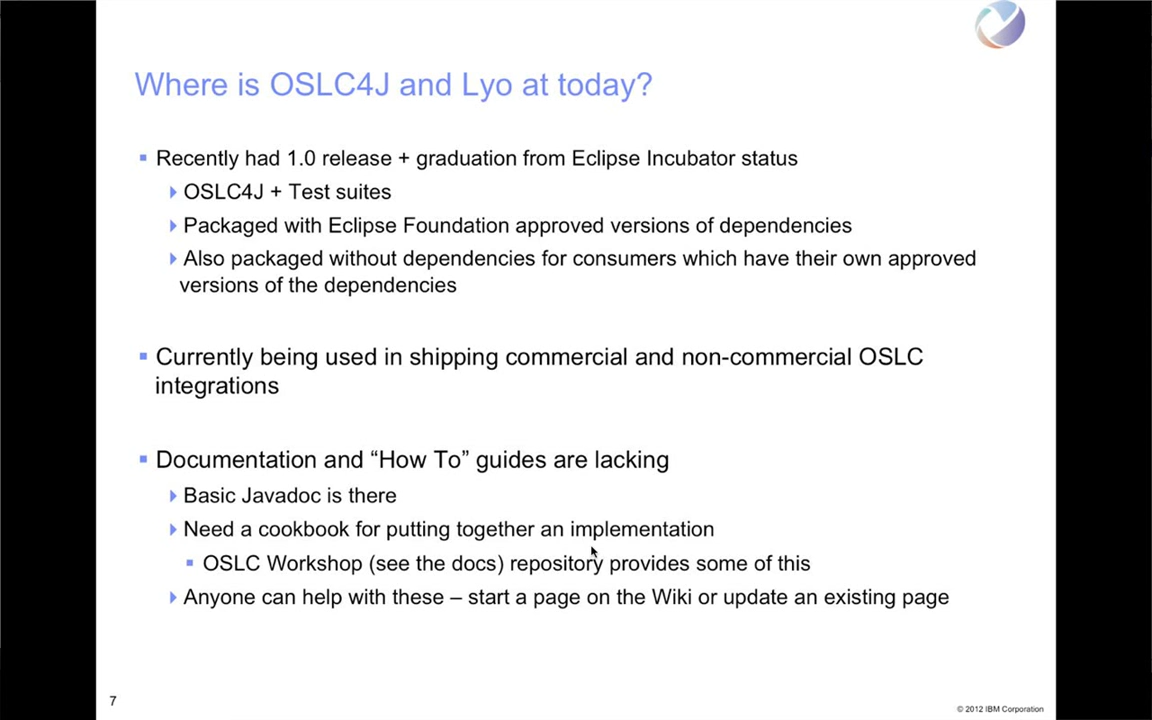 Where is OSLC4J and Lyo at today?
Recently had 1.0 release + graduation from Eclipse Incubator status
OSLC4J + Test suites
Packaged with Eclipse Foundation approved versions of dependencies
Also packaged without dependencies for consumers which have their own approved
versions of the dependencies
Currently being used in shipping commercial and non-commercial OSLC
integrations
Documentation and “How To” guides are lacking
Basic Javadoc is there
Need a cookbook for putting together an implementation
OSLC Workshop (see the docs) repository provides some of this
Anyone can help with these – start a page on the Wiki or update an existing page
7
© 2012 IBM Corporation